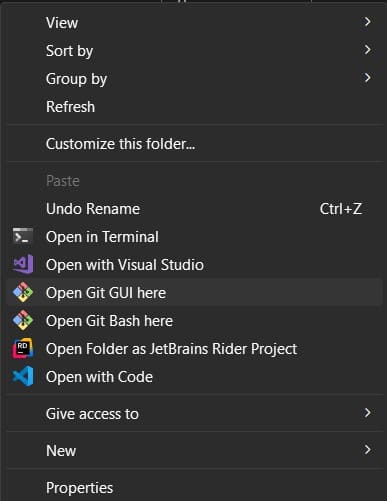 View
Sort by
Group by
Refresh
Customize this folder...
Paste
Undo Rename Ctrl+Z
Open in Terminal
Open with Visual Studio
Open Git GUI here
Open Git Bash here
RD Open Folder as JetBrains Rider Project
Open with Code
Give access to
New
Properties